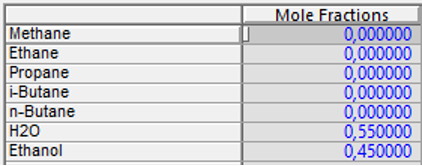 Mole Fractions
Methane 0,000000
Ethane 0,000000
Propane 0,000000
i-Butane 0,000000
n-Butane 0,000000
H2O 0,550000
Ethanol 0,450000